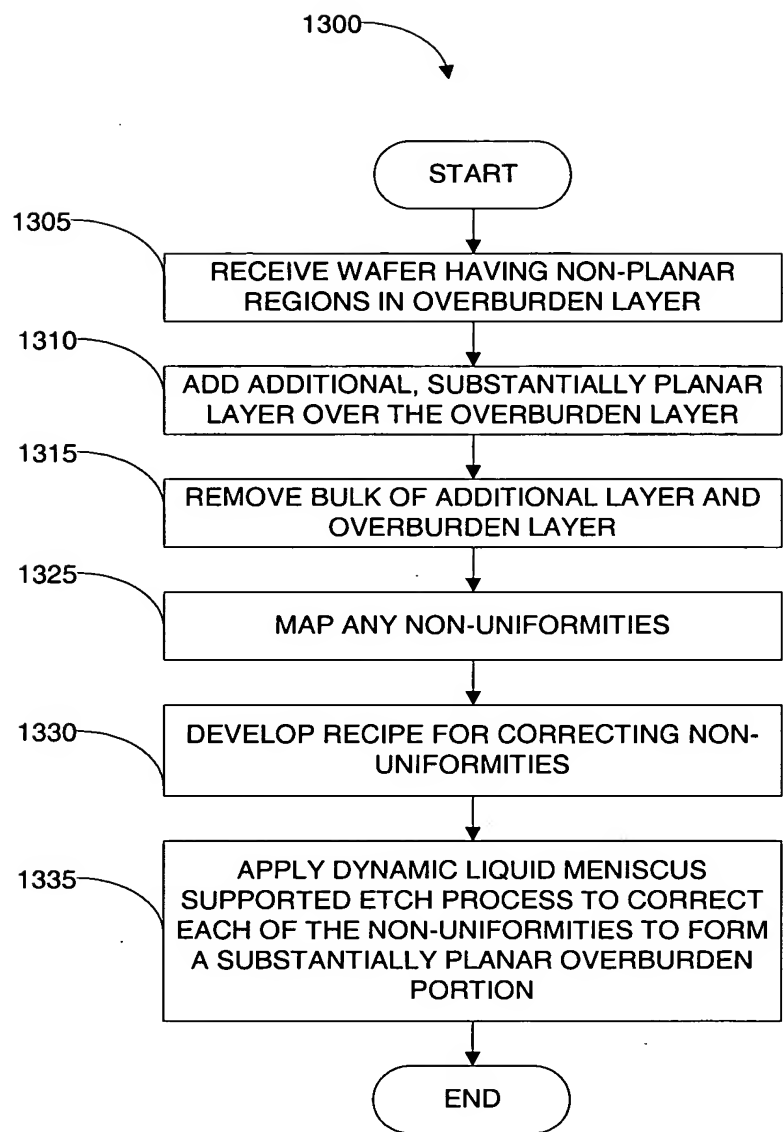 1300
START
1305
RECEIVE WAFER HAVING NON-PLANAR
REGIONS IN OVERBURDEN LAYER
1310
ADD ADDITIONAL, SUBSTANTIALLY PLANAR
LAYER OVER THE OVERBURDEN LAYER
1315
REMOVE BULK OF ADDITIONAL LAYER AND
OVERBURDEN LAYER
1325
MAP ANY NON-UNIFORMITIES
1330
DEVELOP RECIPE FOR CORRECTING NON-
UNIFORMITIES
1335
APPLY DYNAMIC LIQUID MENISCUS
SUPPORTED ETCH PROCESS TO CORRECT
EACH OF THE NON-UNIFORMITIES TO FORM
A SUBSTANTIALLY PLANAR OVERBURDEN
PORTION
END